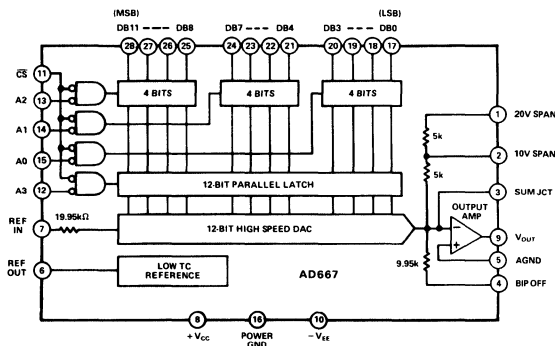 (MSB) (LSB)
DB11 DB8 DB7 DB4 DB3 DB0
28 27 26 25 24 23 22 21 20 19 18 17
CS 11
A2 13
A1 14
A0 15
A3 12
4 BITS 4 BITS 4 BITS
12-BIT PARALLEL LATCH
REF IN 7 19.95kΩ
12-BIT HIGH SPEED DAC
REF OUT 6
LOW TC
REFERENCE
AD667
1 20V SPAN
5k
2 10V SPAN
5k
3 SUM JCT
OUTPUT
AMP
9 VOUT
5 AGND
9.95k
4 BIP OFF
8 16 10
+VCC POWER GND -VEE